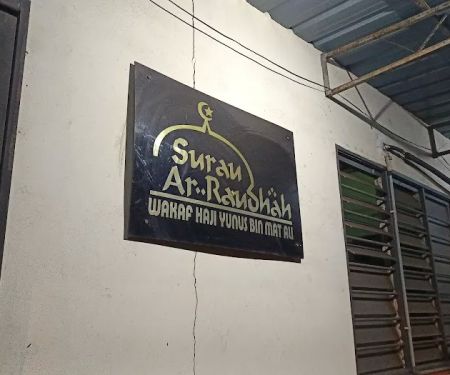 Surau
Ar-Raudhah
WAKAF HAJI YUNUS BIN MAT ALI